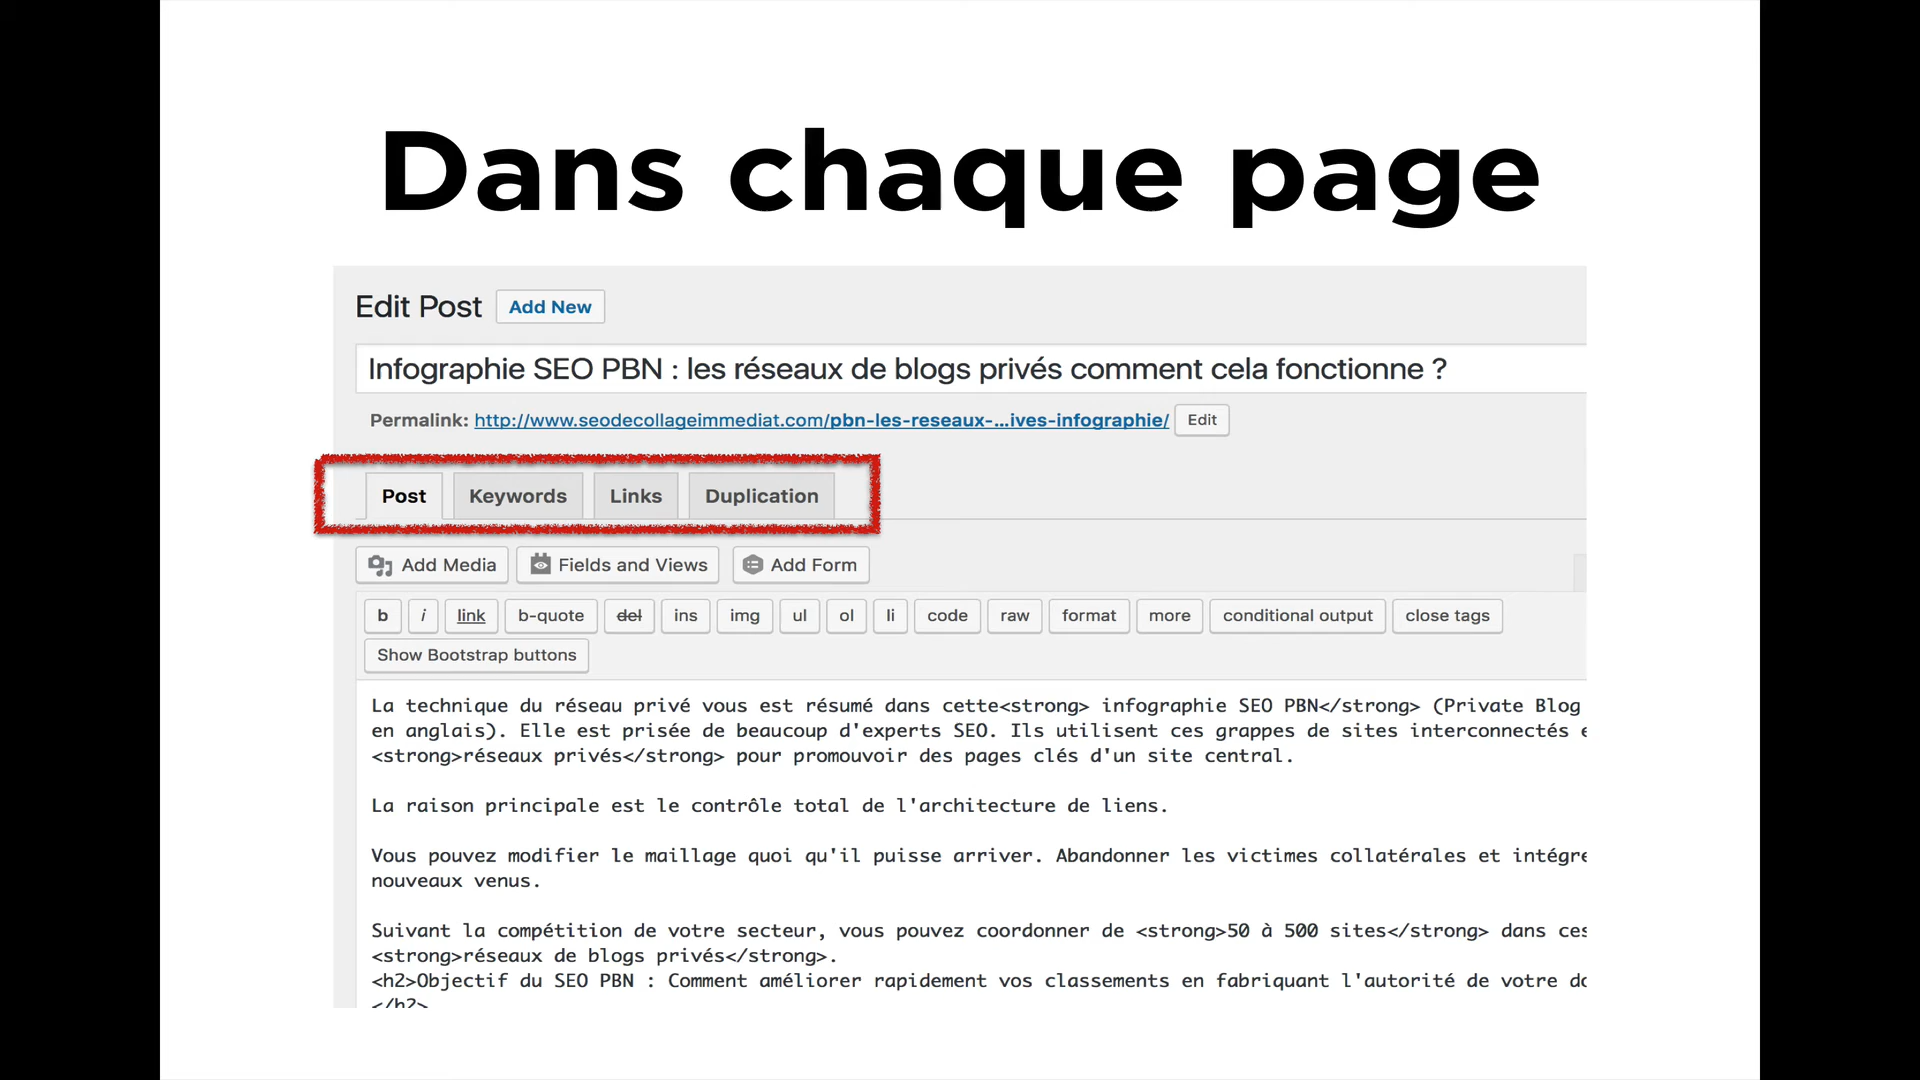 Dans chaque page
Edit Post Add New
Infographie SEO PBN : les réseaux de blogs privés comment cela fonctionne ?
Permalink: http://www.seodecollageimmediat.com/pbn-les-reseaux-...ives-infographie/ Edit
Post Keywords Links Duplication
Add Media Fields and Views Add Form
b i link b-quote del ins img ul ol li code raw format more conditional output close tags
Show Bootstrap buttons
La technique du réseau privé vous est résumé dans cette<strong> infographie SEO PBN</strong> (Private Blog
en anglais). Elle est prisée de beaucoup d'experts SEO. Ils utilisent ces grappes de sites interconnectés
<strong>réseaux privés</strong> pour promouvoir des pages clés d'un site central.
La raison principale est le contrôle total de l'architecture de liens.
Vous pouvez modifier le maillage quoi qu'il puisse arriver. Abandonner les victimes collatérales et intégre
nouveaux venus.
Suivant la compétition de votre secteur, vous pouvez coordonner de <strong>50 à 500 sites</strong> dans ces
<strong>réseaux de blogs privés</strong>.
<h2>Objectif du SEO PBN : Comment améliorer rapidement vos classements en fabriquant l'autorité de votre do
</h2>